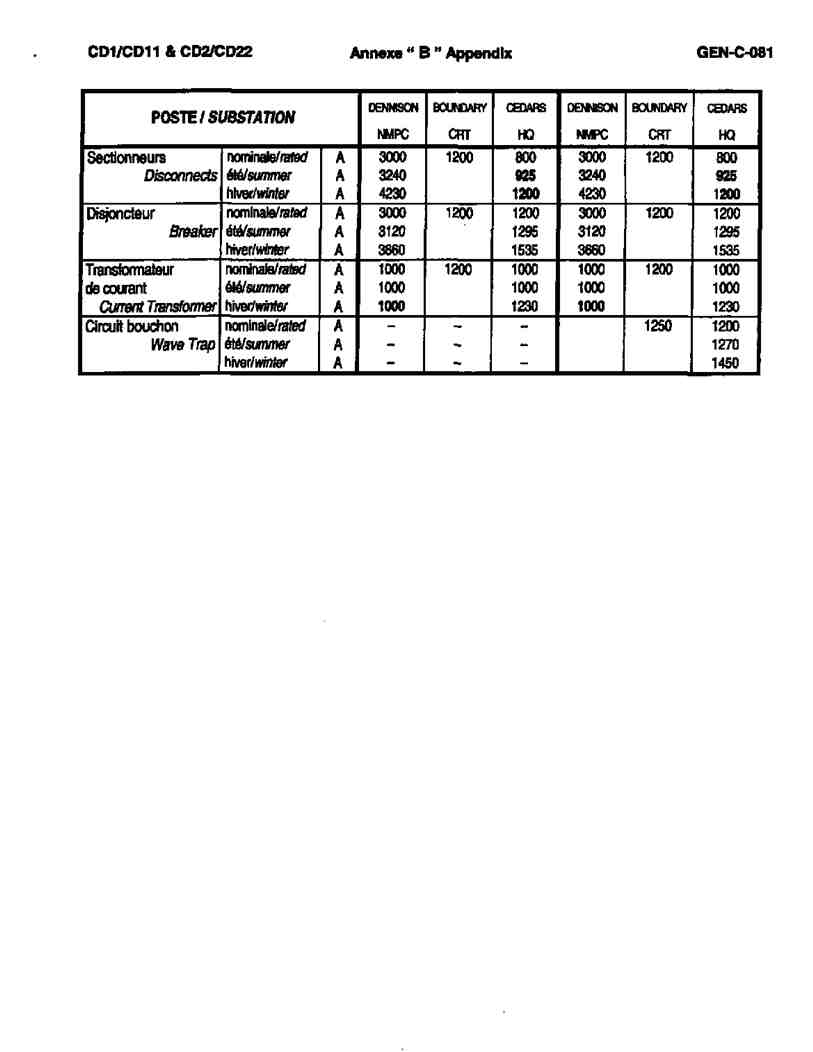 CD1/CD11 & CD2/CD22 Annexe " B " Appendix GEN-C-081
POSTE / SUBSTATION DENNISON BOUNDARY CEDARS DENNISON BOUNDARY CEDARS
NMPC CRT HQ NMPC CRT HQ
Sectionneurs nominale/rated A 3000 1200 800 3000 1200 800
Disconnects été/summer A 3240 925 3240 925
hiver/winter A 4230 1200 4230 1200
Disjoncteur nominale/rated A 3000 1200 1200 3000 1200 1200
Breaker été/summer A 3120 1295 3120 1295
hiver/winter A 3660 1535 3660 1535
Transformateur nominale/rated A 1000 1200 1000 1000 1200 1000
de courant été/summer A 1000 1000 1000 1000
Current Transformer hiver/winter A 1000 1230 1000 1230
Circuit bouchon nominale/rated A - - - 1250 1200
Wave Trap été/summer A - - - 1270
hiver/winter A - - - 1450